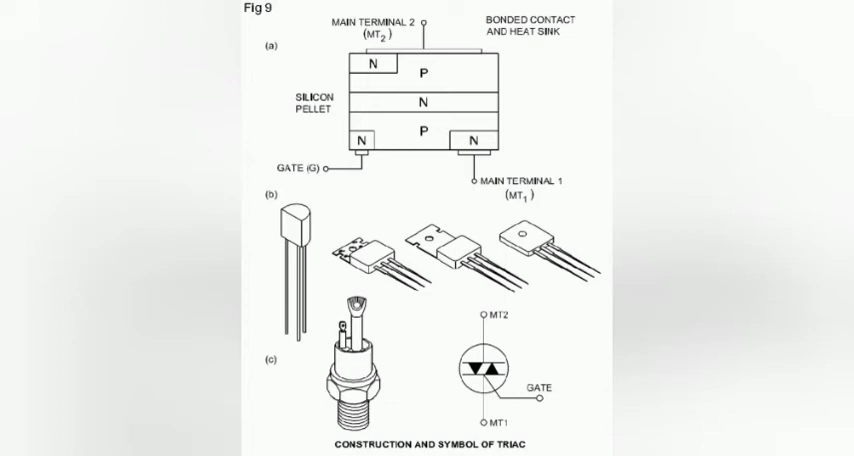 Fig 9
MAIN TERMINAL 2
(MT2)
BONDED CONTACT
AND HEAT SINK
(a)
N
P
SILICON
PELLET
N
P
N
N
GATE (G)
MAIN TERMINAL 1
(MT1)
(b)
MT2
(c)
GATE
MT1
CONSTRUCTION AND SYMBOL OF TRIAC